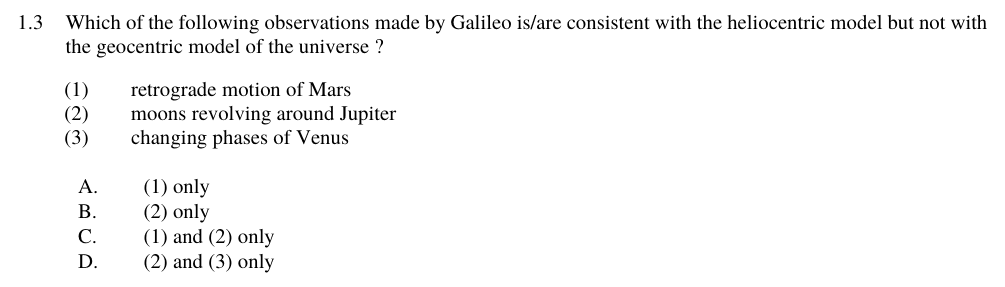 1.3 Which of the following observations made by Galileo is/are consistent with the heliocentric model but not with
the geocentric model of the universe ?
(1) retrograde motion of Mars
(2) moons revolving around Jupiter
(3) changing phases of Venus
A. (1) only
B. (2) only
C. (1) and (2) only
D. (2) and (3) only